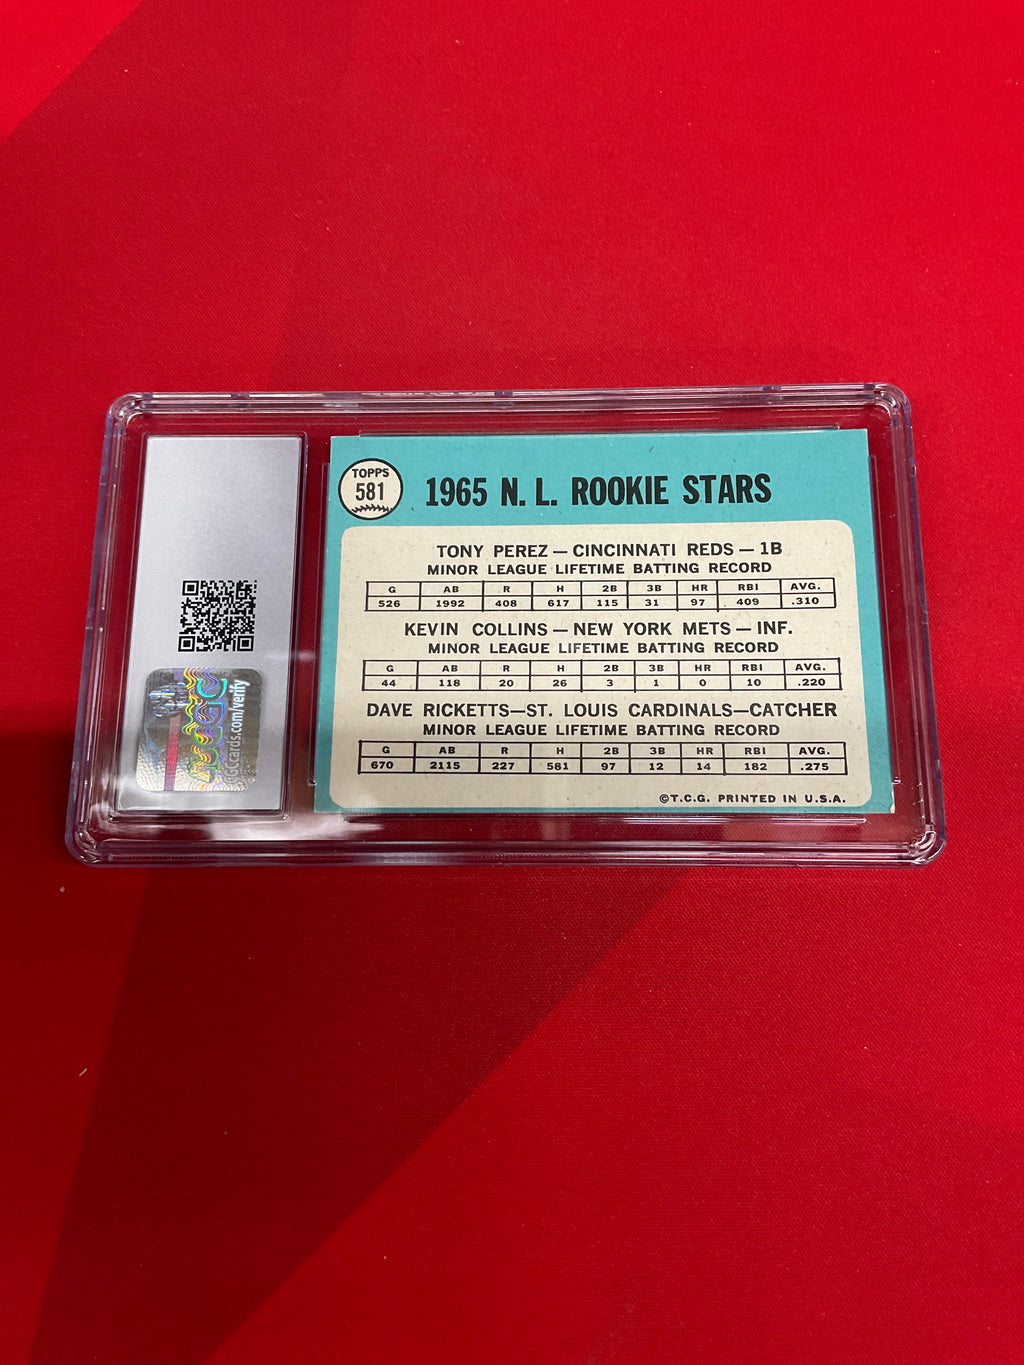 TOPPS
581
1965 N. L. ROOKIE STARS
TONY PEREZ — CINCINNATI REDS — 1B
MINOR LEAGUE LIFETIME BATTING RECORD
G AB R H 2B 3B HR RBI AVG.
526 1992 408 617 115 31 97 409 .310
KEVIN COLLINS — NEW YORK METS — INF.
MINOR LEAGUE LIFETIME BATTING RECORD
G AB R H 2B 3B HR RBI AVG.
44 118 20 26 3 1 0 10 .220
DAVE RICKETTS—ST. LOUIS CARDINALS—CATCHER
MINOR LEAGUE LIFETIME BATTING RECORD
G AB R H 2B 3B HR RBI AVG.
670 2115 227 581 97 12 14 182 .275
©T.C.G. PRINTED IN U.S.A.
CGCcards.com/verify